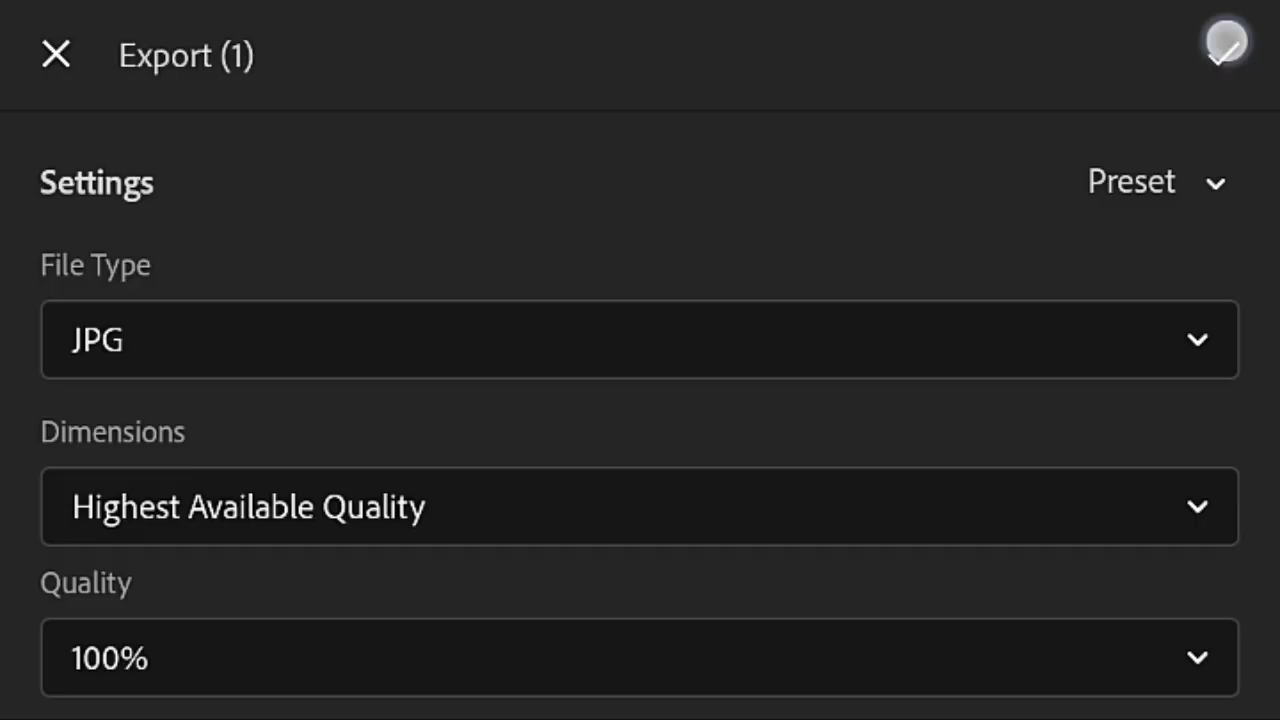 Export (1)
Settings
Preset
File Type
JPG
Dimensions
Highest Available Quality
Quality
100%